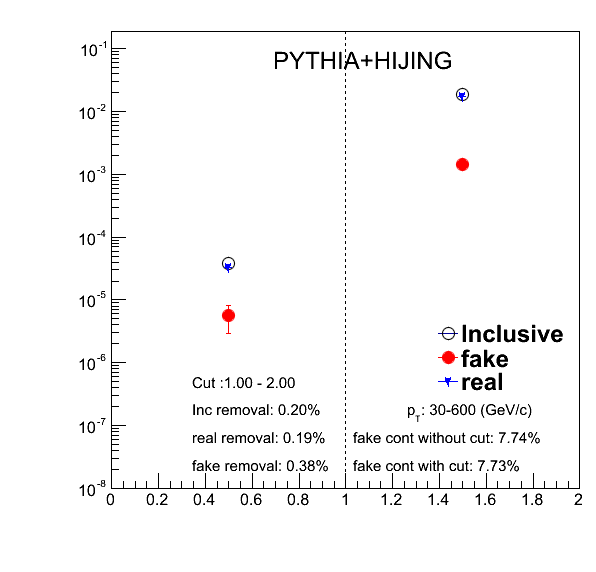 PYTHIA+HIJING
10^-1
10^-2
10^-3
10^-4
10^-5
10^-6
10^-7
10^-8
Inclusive
fake
real
Cut :1.00 - 2.00
Inc removal: 0.20%
real removal: 0.19%
fake removal: 0.38%
p_T: 30-600 (GeV/c)
fake cont without cut: 7.74%
fake cont with cut: 7.73%
0 0.2 0.4 0.6 0.8 1 1.2 1.4 1.6 1.8 2